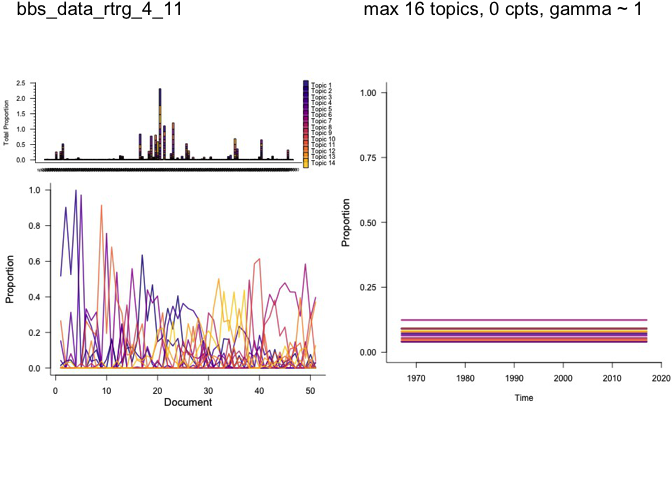 bbs_data_rtrg_4_11
max 16 topics, 0 cpts, gamma ~ 1
Total Proportion
2.5
2.0
1.5
1.0
0.5
0.0
Topic 1
Topic 2
Topic 3
Topic 4
Topic 5
Topic 6
Topic 7
Topic 8
Topic 9
Topic 10
Topic 11
Topic 12
Topic 13
Topic 14
Proportion
1.0
0.8
0.6
0.4
0.2
0.0
0 10 20 30 40 50
Document
Proportion
1.00
0.75
0.50
0.25
0.00
1970 1980 1990 2000 2010 2020
Time